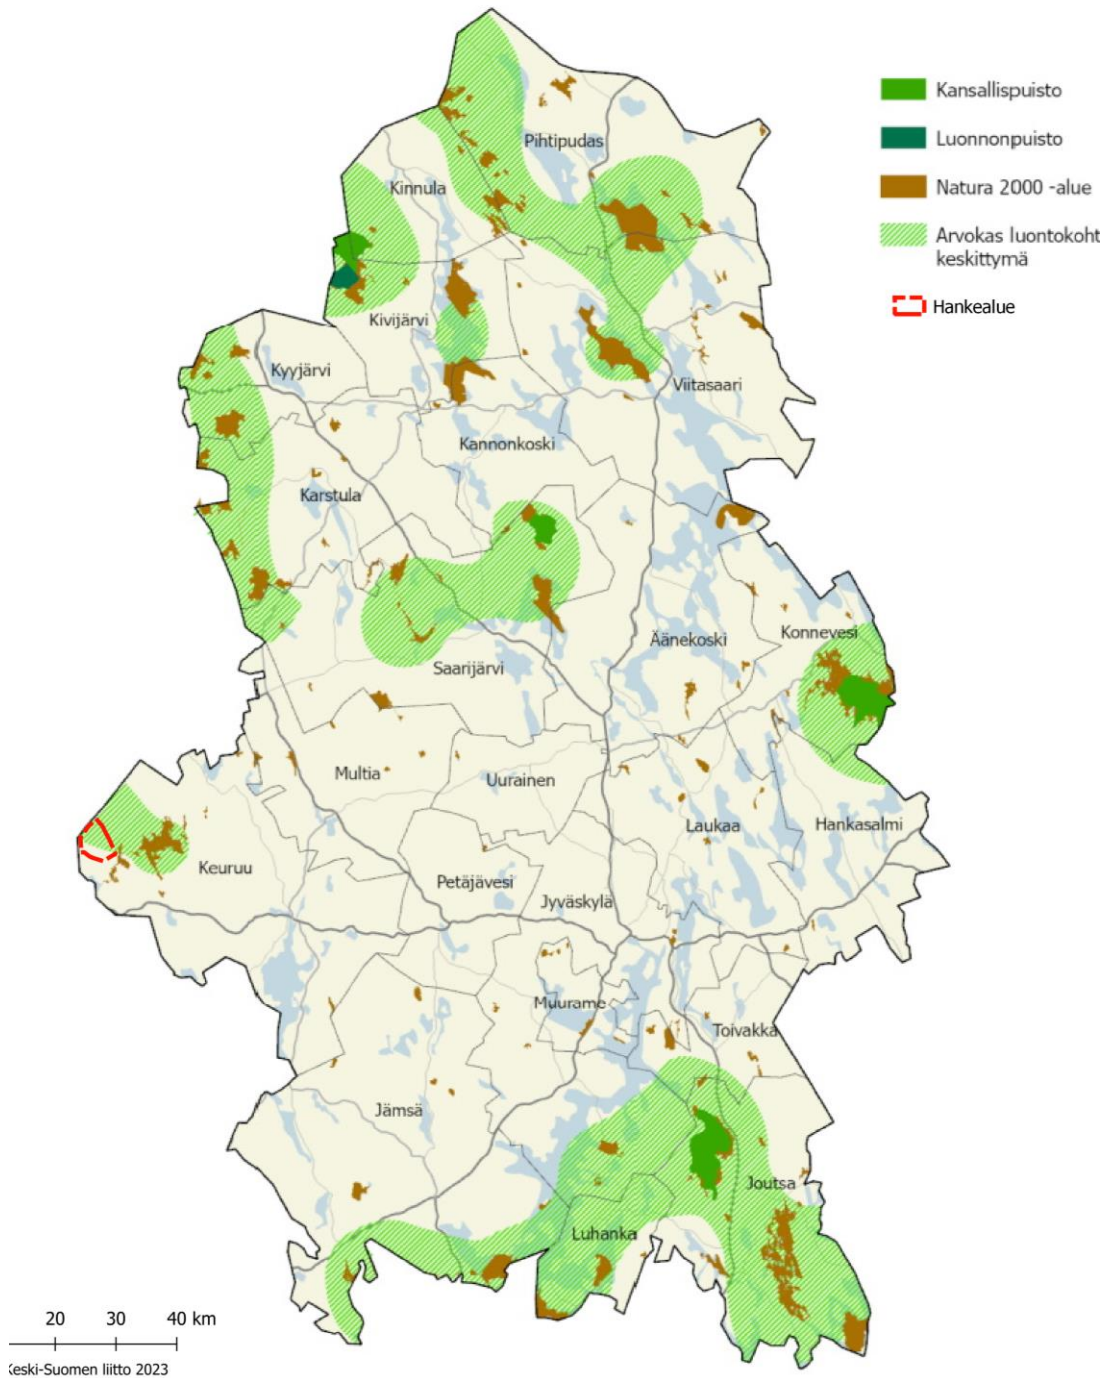 Kansallispuisto
Luonnonpuisto
Natura 2000 -alue
Arvokas luontokoht
keskittymä
Hankealue
Pihtipudas
Kinnula
Kivijärvi
Kyyjärvi
Viitasaari
Kannonkoski
Karstula
Konnevesi
Äänekoski
Saarijärvi
Multia
Uurainen
Laukaa
Hankasalmi
Keuruu
Petäjävesi
Jyväskylä
Muurame
Toivakka
Jämsä
Joutsa
Luhanka
20 30 40 km
Keski-Suomen liitto 2023